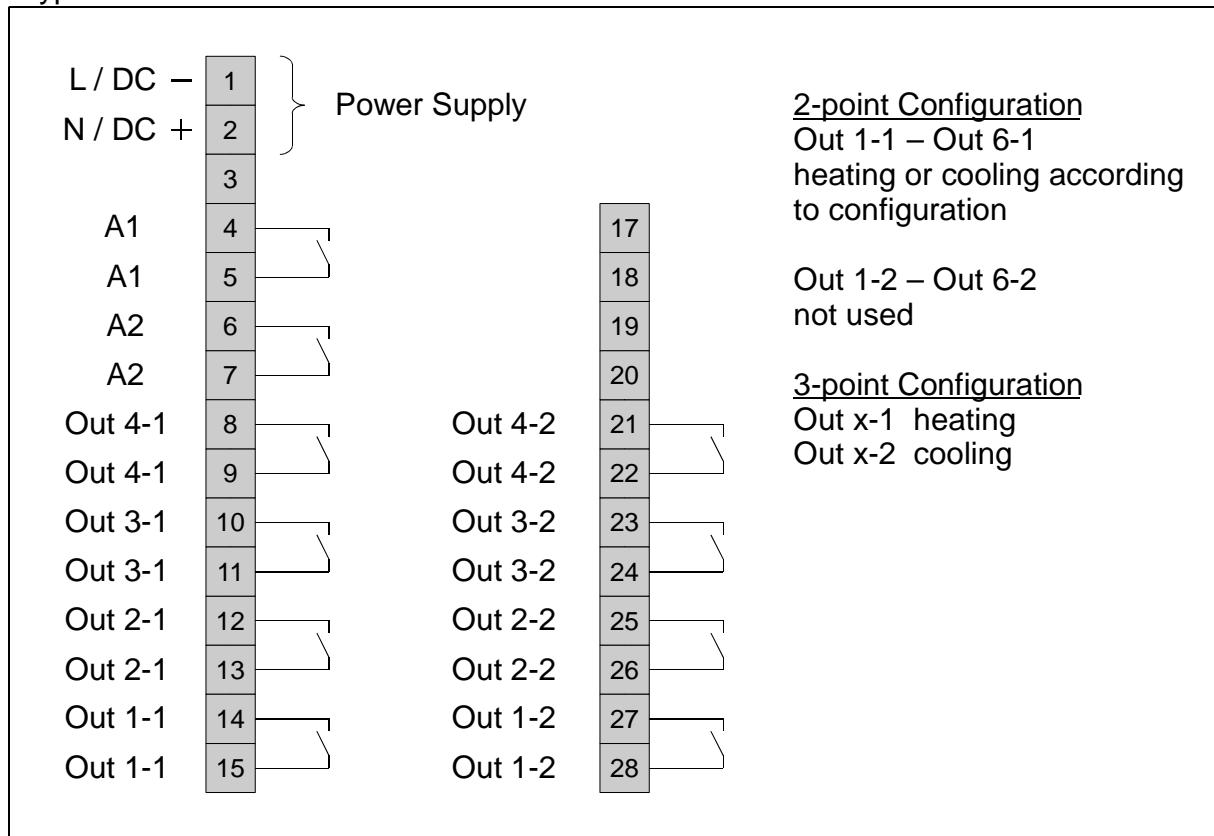 L / DC – 1
N / DC + 2
Power Supply
3
A1 4
A1 5
A2 6
A2 7
Out 4-1 8
Out 4-1 9
Out 3-1 10
Out 3-1 11
Out 2-1 12
Out 2-1 13
Out 1-1 14
Out 1-1 15
17
18
19
20
Out 4-2 21
Out 4-2 22
Out 3-2 23
Out 3-2 24
Out 2-2 25
Out 2-2 26
Out 1-2 27
Out 1-2 28
2-point Configuration
Out 1-1 – Out 6-1
heating or cooling according
to configuration
Out 1-2 – Out 6-2
not used
3-point Configuration
Out x-1 heating
Out x-2 cooling